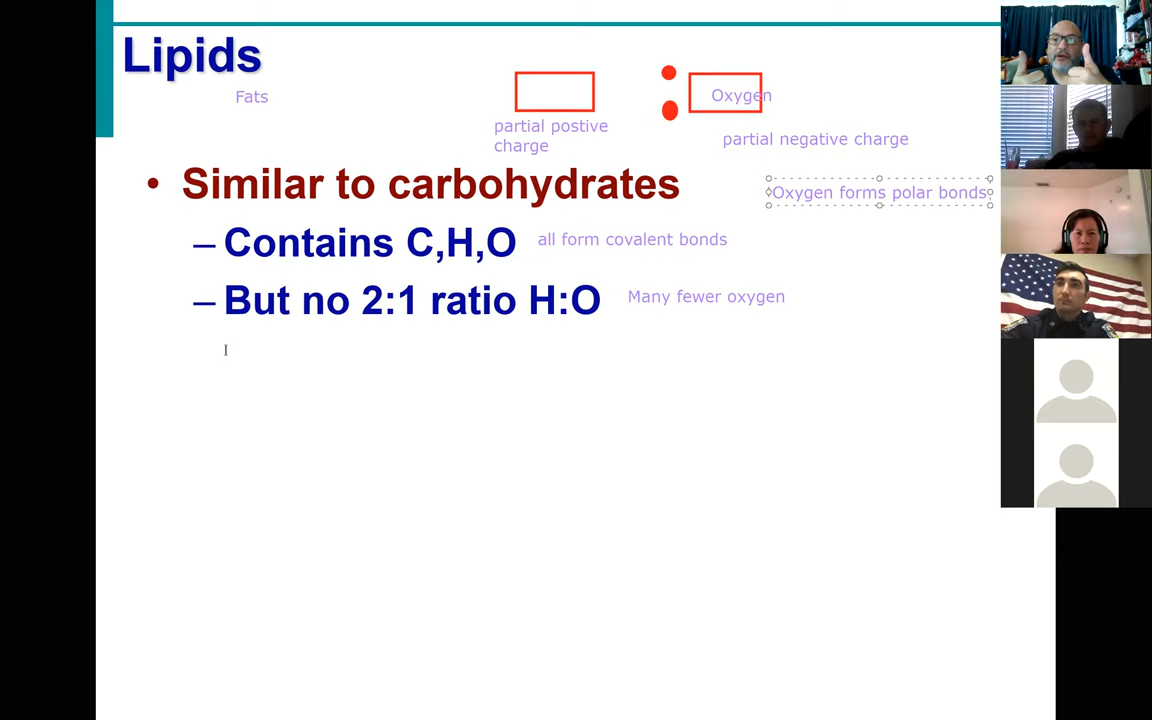 Lipids
Fats
Oxygen
partial postive
charge
partial negative charge
• Similar to carbohydrates
Oxygen forms polar bonds
– Contains C,H,O
all form covalent bonds
– But no 2:1 ratio H:O
Many fewer oxygen